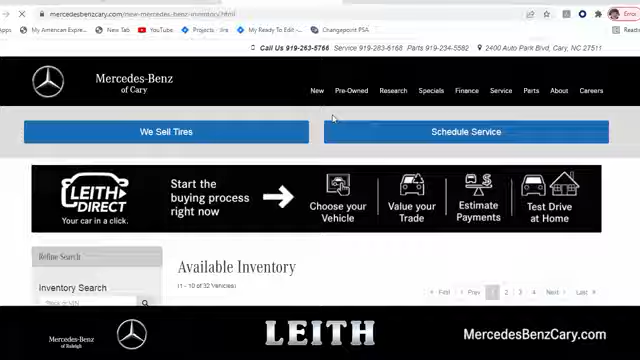 mercedesbenzcary.com/new-mercedes-benz-inventory.html
Error
My American Expre...
New Tab
YouTube
Projects - Jira
My Ready To Edit -...
Changepoint PSA
Call Us 919-263-5766 Service 919-283-6168 Parts 919-234-5582 2400 Auto Park Blvd, Cary, NC 27511
Mercedes-Benz
of Cary
New Pre-Owned Research Specials Finance Service Parts About Careers
We Sell Tires
Schedule Service
LEITH
DIRECT
Your car in a click.
Start the
buying process
right now
Choose your
Vehicle
Value your
Trade
Estimate
Payments
Test Drive
at Home
Refine Search
Available Inventory
(1 - 10 of 32 Vehicles)
Inventory Search
« First ‹ Prev 1 2 3 4 Next › Last »
Mercedes-Benz
of Raleigh
LEITH
MercedesBenzCary.com